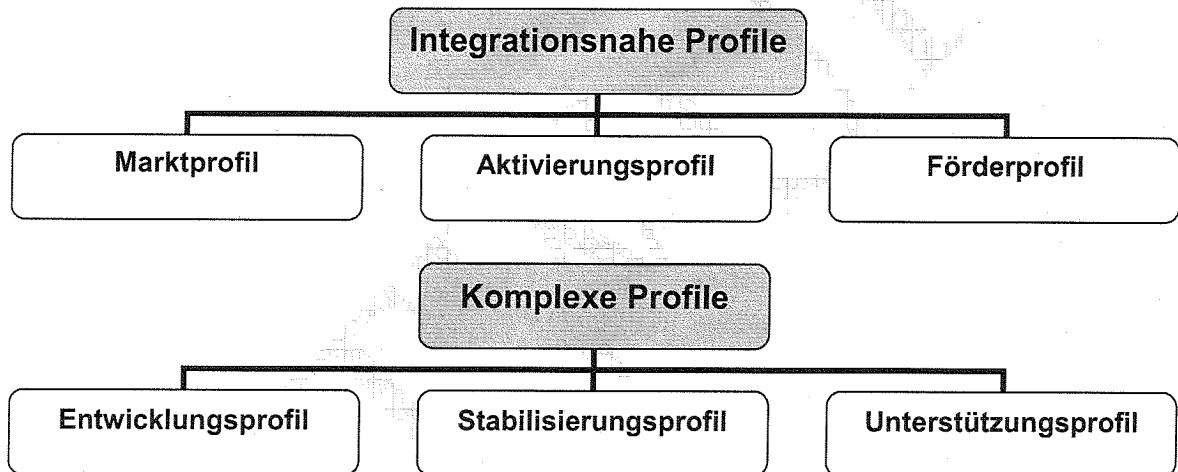 Integrationsnahe Profile
Marktprofil
Aktivierungsprofil
Förderprofil
Komplexe Profile
Entwicklungsprofil
Stabilisierungsprofil
Unterstützungsprofil